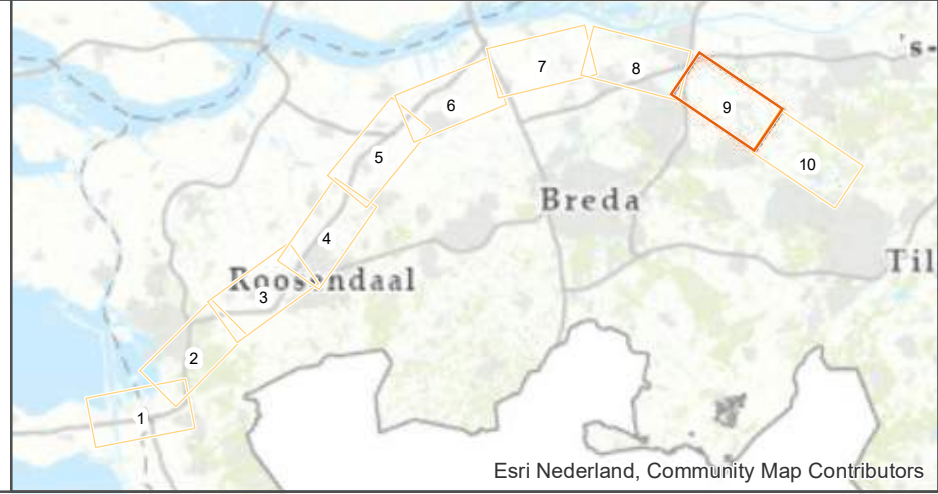 's-
7
8
6
9
5
10
Breda
4
Til
Roosendaal
3
2
1
Esri Nederland, Community Map Contributors